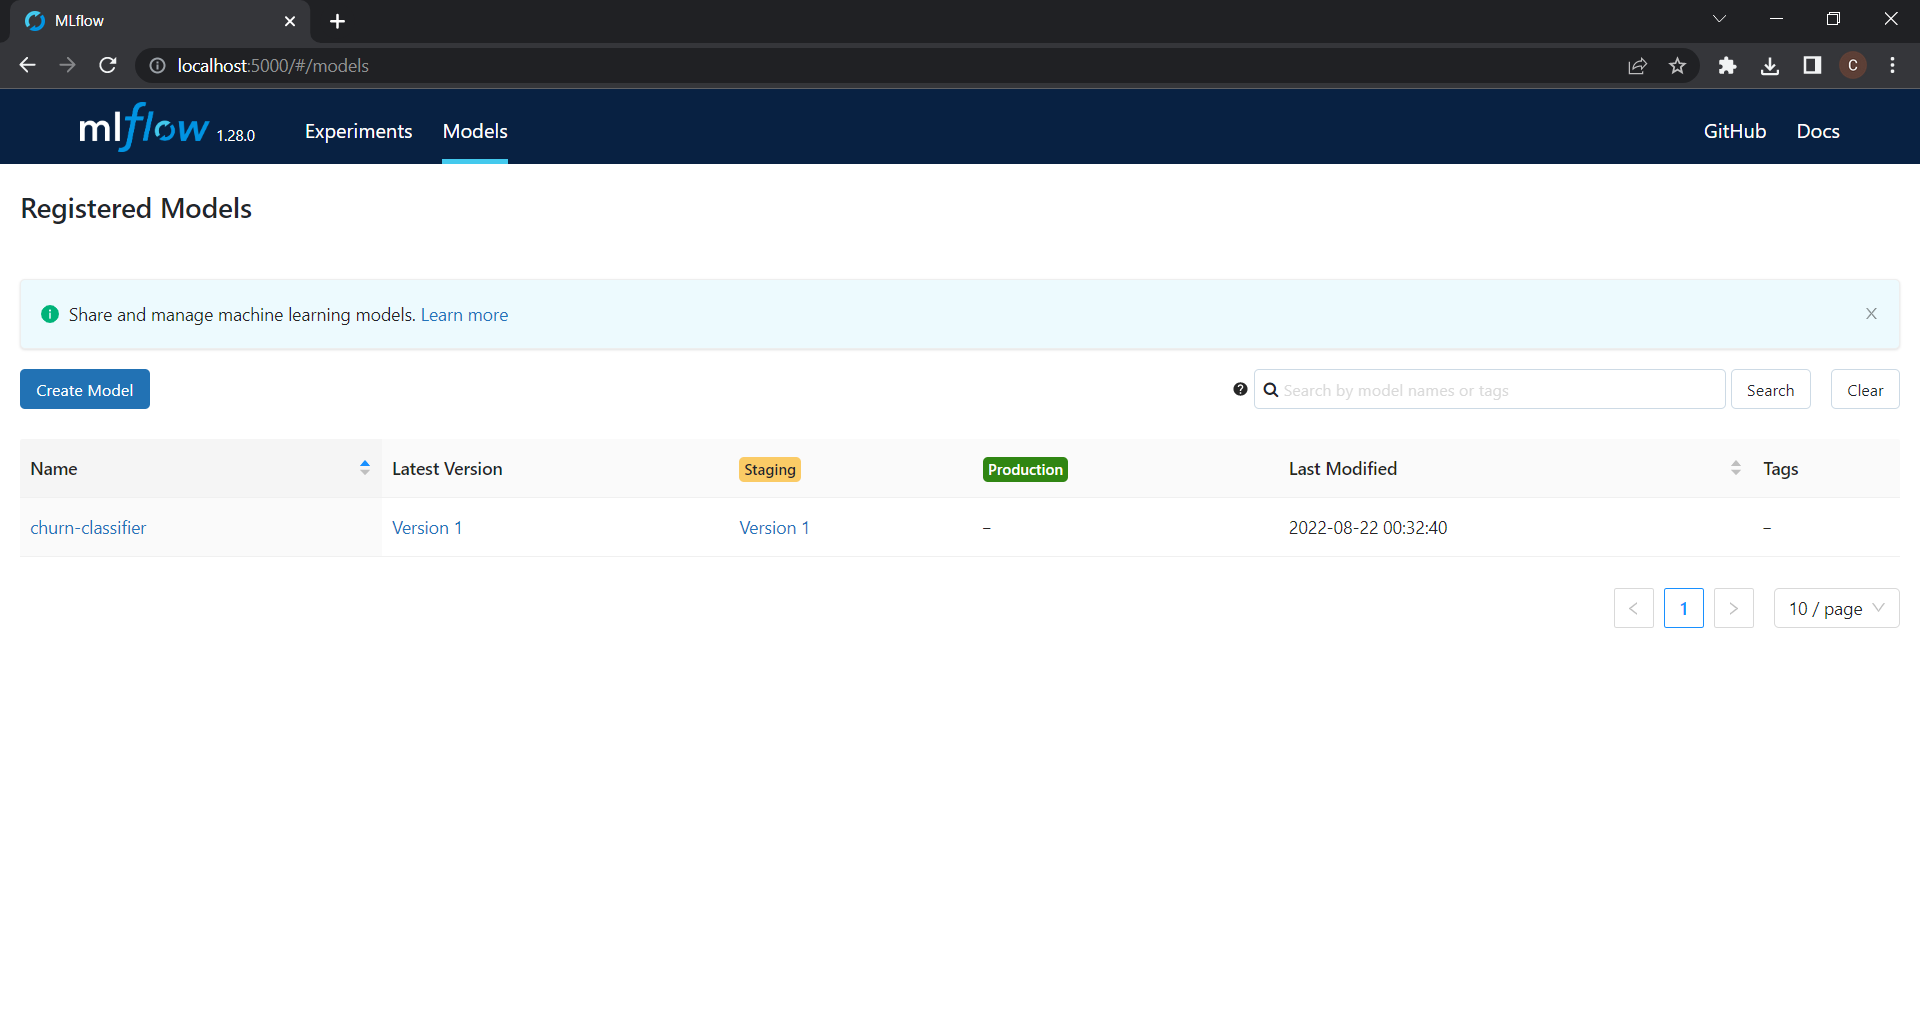 MLflow
localhost:5000/#/models
C
mlflow 1.28.0 Experiments Models GitHub Docs
Registered Models
Share and manage machine learning models. Learn more
Create Model Search by model names or tags Search Clear
Name Latest Version Staging Production Last Modified Tags
churn-classifier Version 1 Version 1 – 2022-08-22 00:32:40 –
< 1 > 10 / page